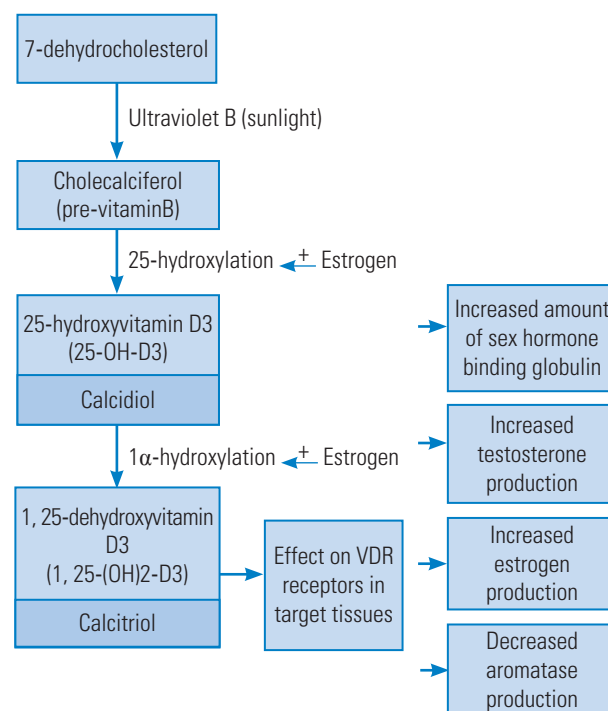 7-dehydrocholesterol
Ultraviolet B (sunlight)
Cholecalciferol
(pre-vitaminB)
25-hydroxylation + Estrogen
25-hydroxyvitamin D3
(25-OH-D3)
Calcidiol
1α-hydroxylation + Estrogen
1, 25-dehydroxyvitamin
D3
(1, 25-(OH)2-D3)
Calcitriol
Effect on VDR
receptors in
target tissues
Increased amount
of sex hormone
binding globulin
Increased
testosterone
production
Increased
estrogen
production
Decreased
aromatase
production